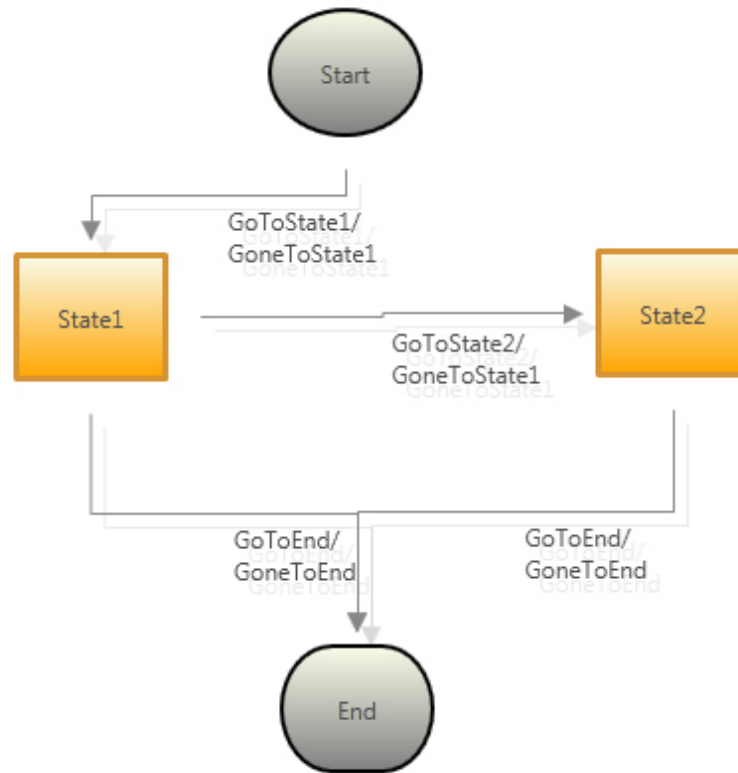 Start
GoToState1/
GoneToState1
State1
State2
GoToState2/
GoneToState1
GoToEnd/
GoneToEnd
GoToEnd/
GoneToEnd
End